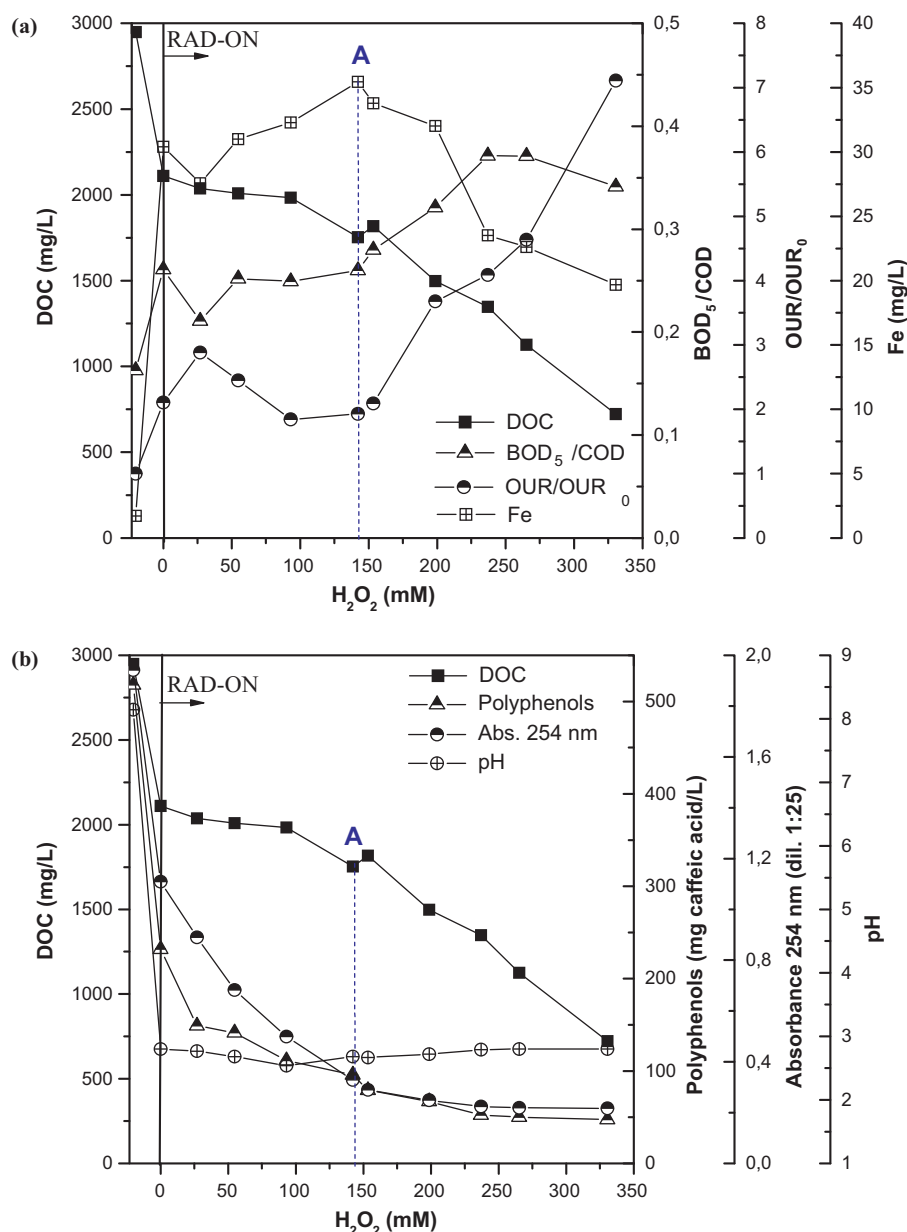 (a)
RAD-ON
A
3000
2500
2000
1500
1000
500
0
DOC (mg/L)
0,5
0,4
0,3
0,2
0,1
0,0
BOD5 /COD
8
7
6
5
4
3
2
1
0
OUR/OUR0
40
35
30
25
20
15
10
5
0
Fe (mg/L)
DOC
BOD5 /COD
OUR/OUR0
Fe
0 50 100 150 200 250 300 350
H2O2 (mM)
(b)
RAD-ON
A
3000
2500
2000
1500
1000
500
0
DOC (mg/L)
500
400
300
200
100
0
Polyphenols (mg caffeic acid/L)
2,0
1,6
1,2
0,8
0,4
0,0
Absorbance 254 nm (dil. 1:25)
9
8
7
6
5
4
3
2
1
pH
DOC
Polyphenols
Abs. 254 nm
pH
0 50 100 150 200 250 300 350
H2O2 (mM)